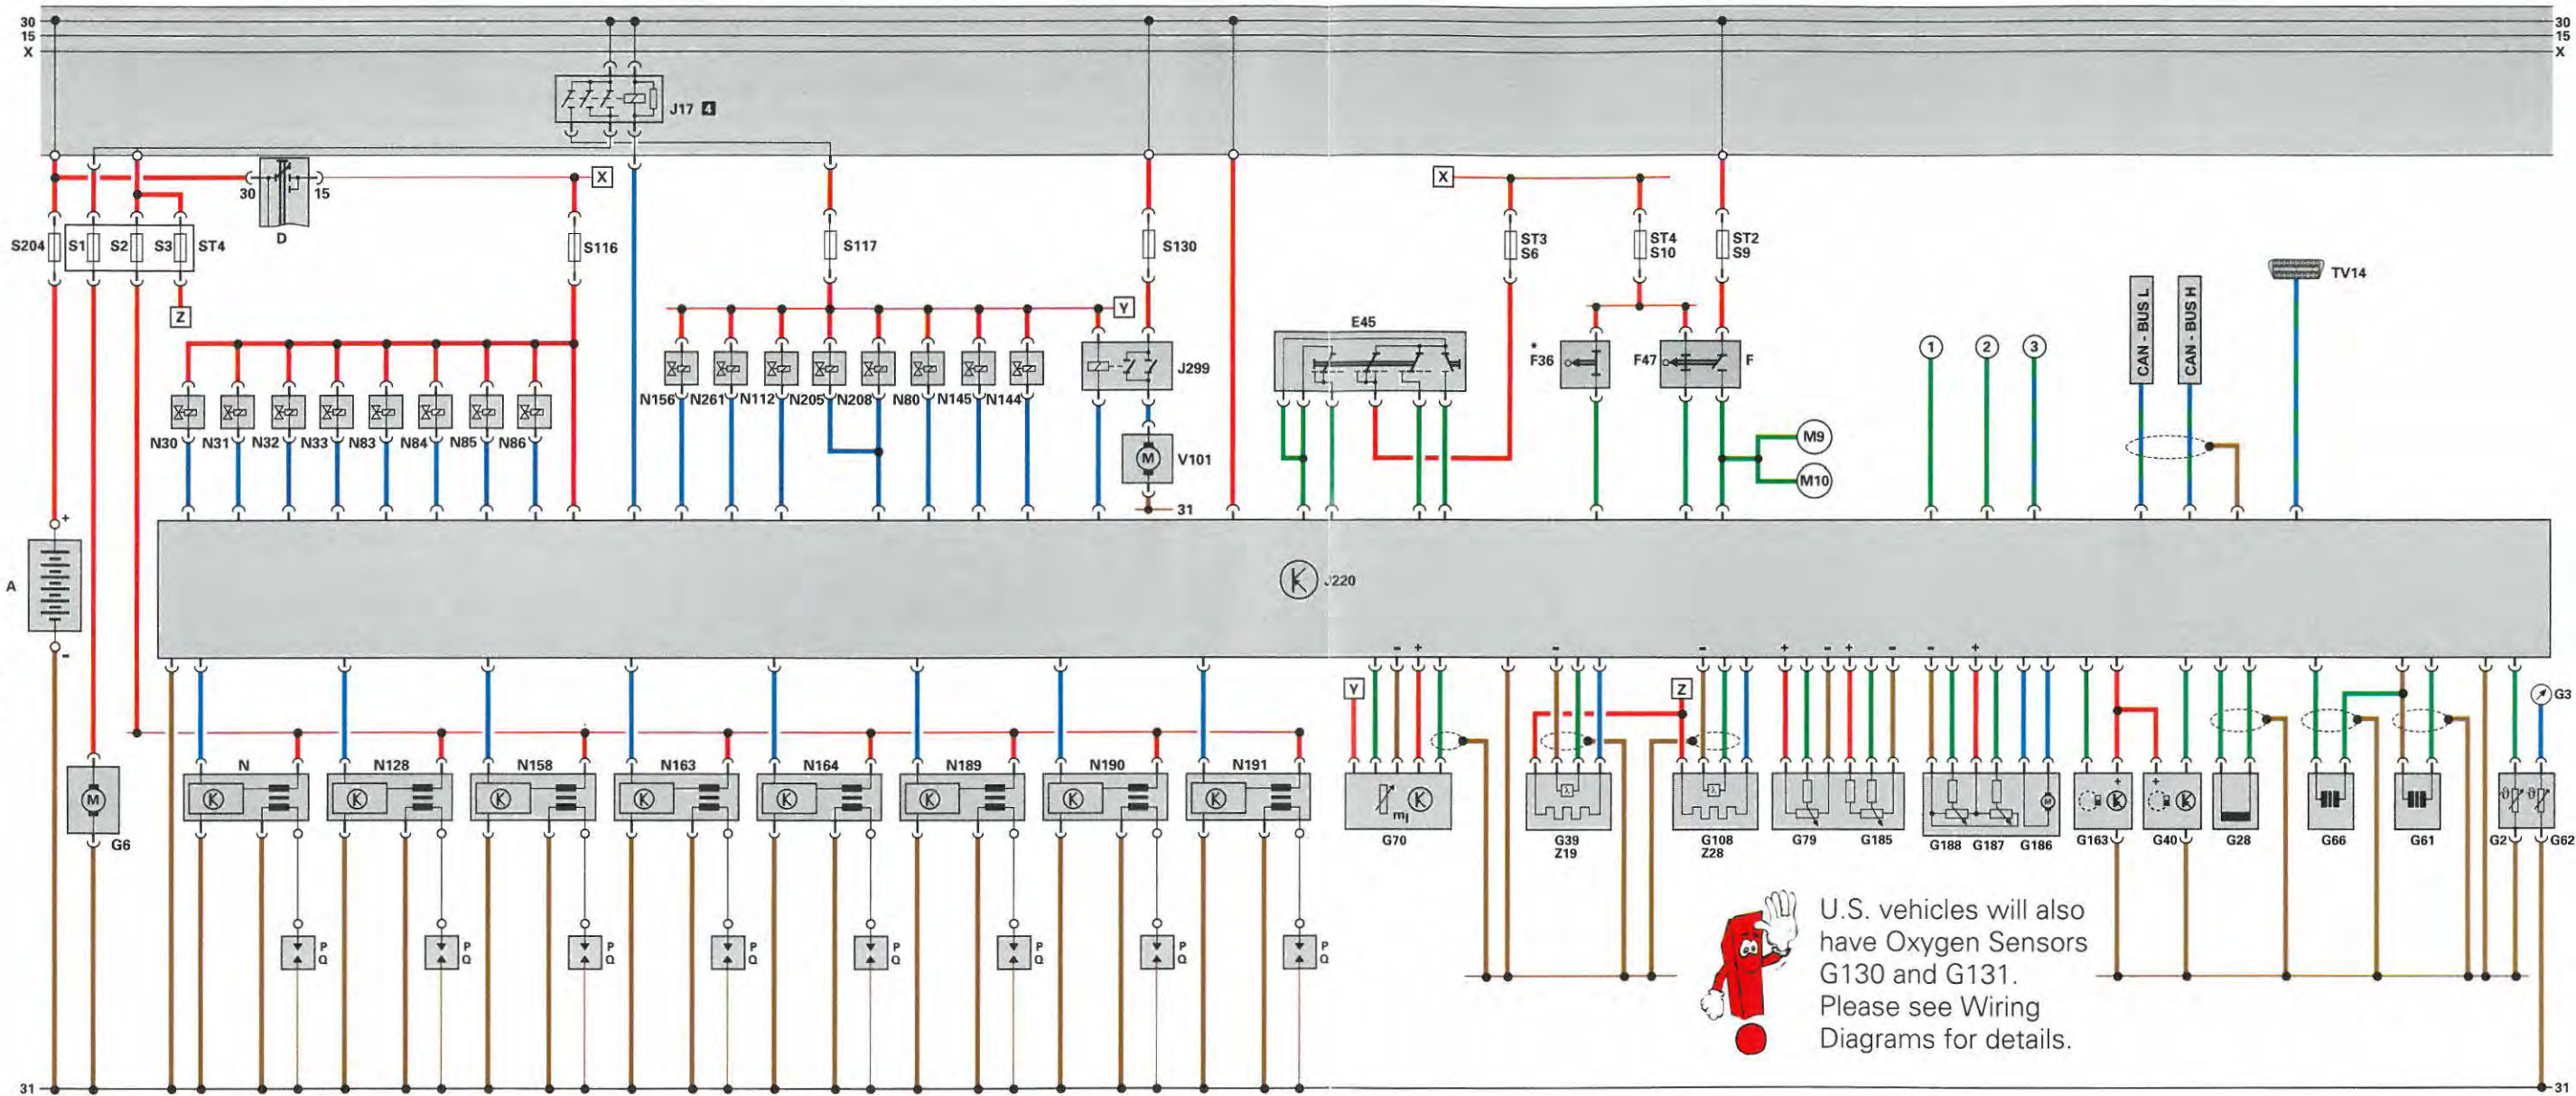 30
15
X
30
15
X
J17 4
X
X
30
15
D
S204
S1
S2
S3
ST4
S116
S117
S130
ST3
S6
ST4
S10
ST2
S9
TV14
Z
Y
CAN - BUS L
CAN - BUS H
E45
*
F36
F47
F
1
2
3
J299
N156
N261
N112
N205
N208
N80
N145
N144
N30
N31
N32
N33
N83
N84
N85
N86
M
V101
M9
M10
31
+
A
-
J220
- +
-
-
+ - + -
- +
Y
Z
G3
N
N128
N158
N163
N164
N189
N190
N191
M
G6
G70
G39
Z19
G108
Z28
G79
G185
G188
G187
G186
G163
G40
G28
G66
G61
G2
G62
P
Q
P
Q
P
Q
P
Q
P
Q
P
Q
P
Q
P
Q
U.S. vehicles will also
have Oxygen Sensors
G130 and G131.
Please see Wiring
Diagrams for details.
31
31